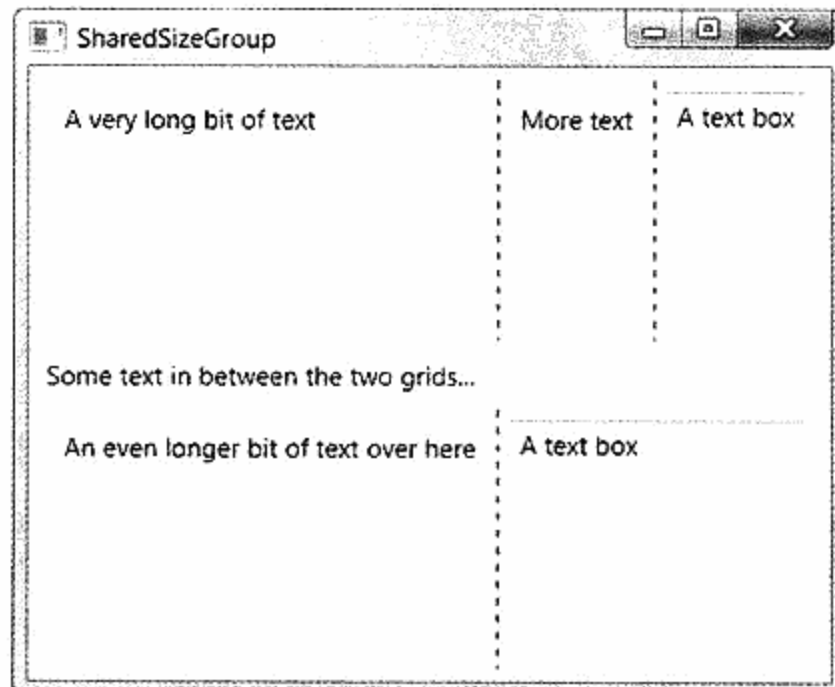 SharedSizeGroup
A very long bit of text More text A text box
Some text in between the two grids...
An even longer bit of text over here A text box